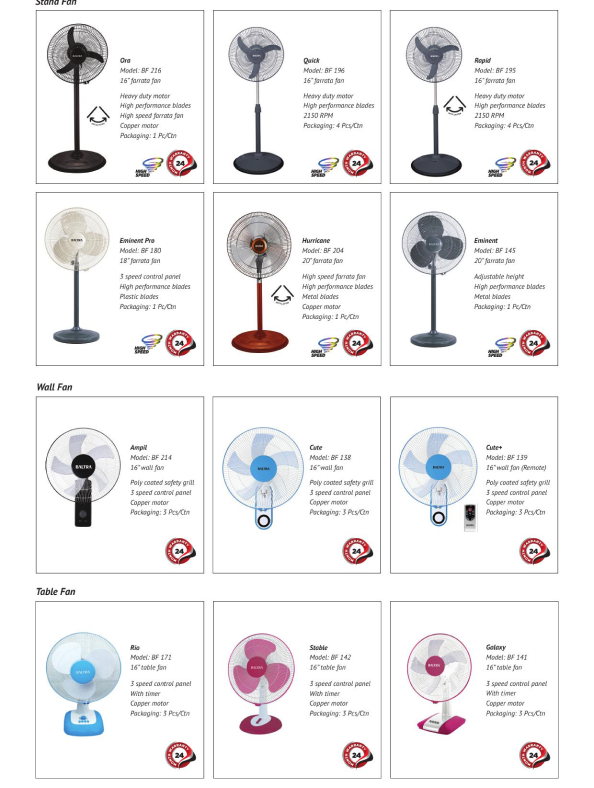 Stand Fan
Ora
Model: BF 216
16" farrata fan
Heavy duty motor
High performance blades
High speed farrata fan
Copper motor
Packaging: 1 Pc/Ctn
HIGH
SPEED
24
Quick
Model: BF 196
16" farrata fan
Heavy duty motor
High performance blades
2150 RPM
Packaging: 4 Pcs/Ctn
HIGH
SPEED
24
Rapid
Model: BF 195
16" farrata fan
Heavy duty motor
High performance blades
2150 RPM
Packaging: 4 Pcs/Ctn
HIGH
SPEED
24
Eminent Pro
Model: BF 180
18" farrata fan
3 speed control panel
High performance blades
Plastic blades
Packaging: 1 Pc/Ctn
HIGH
SPEED
24
Hurricane
Model: BF 204
20" farrata fan
High speed farrata fan
High performance blades
Metal blades
Copper motor
Packaging: 1 Pc/Ctn
24
Eminent
Model: BF 145
20" farrata fan
Adjustable height
High performance blades
Metal blades
Packaging: 1 Pc/Ctn
HIGH
SPEED
24
Wall Fan
BALTRA
Ampil
Model: BF 214
16" wall fan
Poly coated safety grill
3 speed control panel
Copper motor
Packaging: 3 Pcs/Ctn
24
BALTRA
Cute
Model: BF 138
16" wall fan
Poly coated safety grill
3 speed control panel
Copper motor
Packaging: 3 Pcs/Ctn
24
BALTRA
Cute+
Model: BF 139
16" wall fan (Remote)
Poly coated safety grill
3 speed control panel
Copper motor
Packaging: 3 Pcs/Ctn
24
Table Fan
BALTRA
Rio
Model: BF 171
16" table fan
3 speed control panel
With timer
Copper motor
Packaging: 3 Pcs/Ctn
24
BALTRA
Stable
Model: BF 142
16" table fan
3 speed control panel
With timer
Copper motor
Packaging: 3 Pcs/Ctn
24
BALTRA
Galaxy
Model: BF 141
16" table fan
3 speed control panel
With timer
Copper motor
Packaging: 3 Pcs/Ctn
24